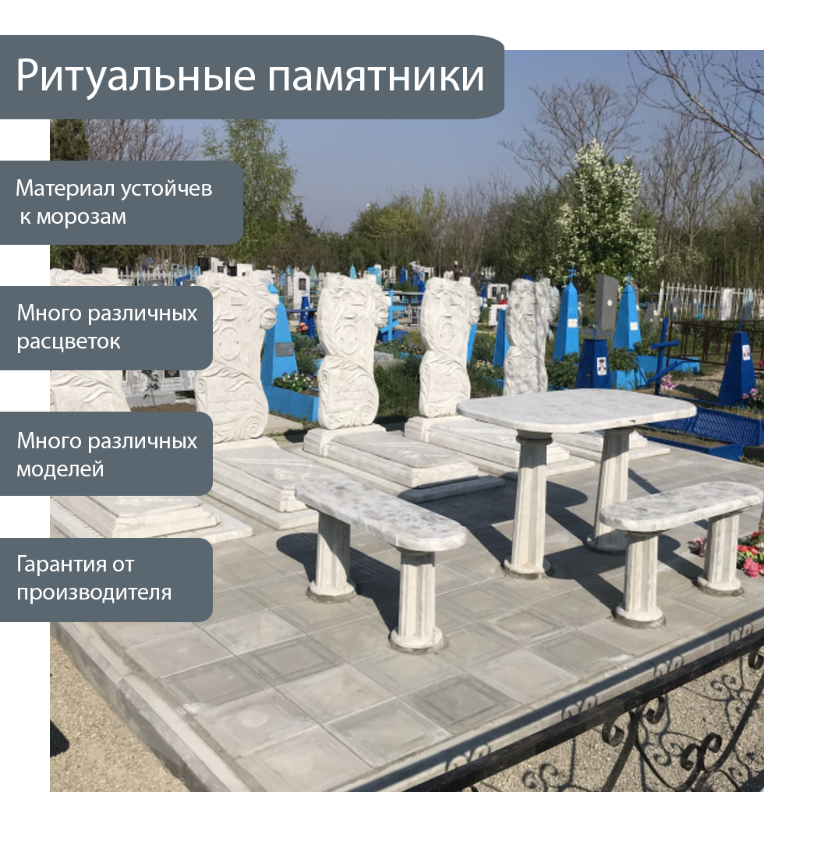 Ритуальные памятники
Материал устойчев
к морозам
Много различных
расцветок
Много различных
моделей
Гарантия от
производителя